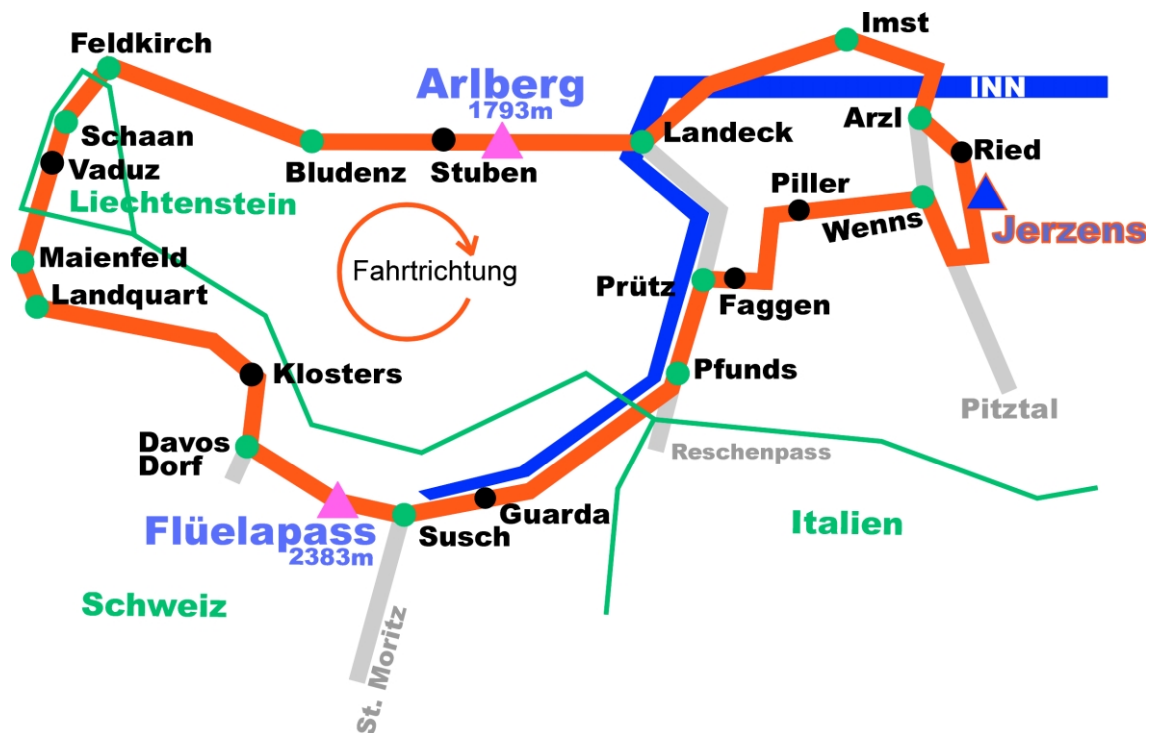 Imst
Feldkirch
Arlberg
1793m
INN
Arzl
Schaan
Landeck
Ried
Vaduz
Bludenz
Stuben
Piller
Liechtenstein
Wenns
Jerzens
Maienfeld
Fahrtrichtung
Prütz
Landquart
Faggen
Klosters
Pfunds
Pitztal
Davos
Dorf
Reschenpass
Guarda
Flüelapass
2383m
Susch
Italien
Schweiz
St. Moritz